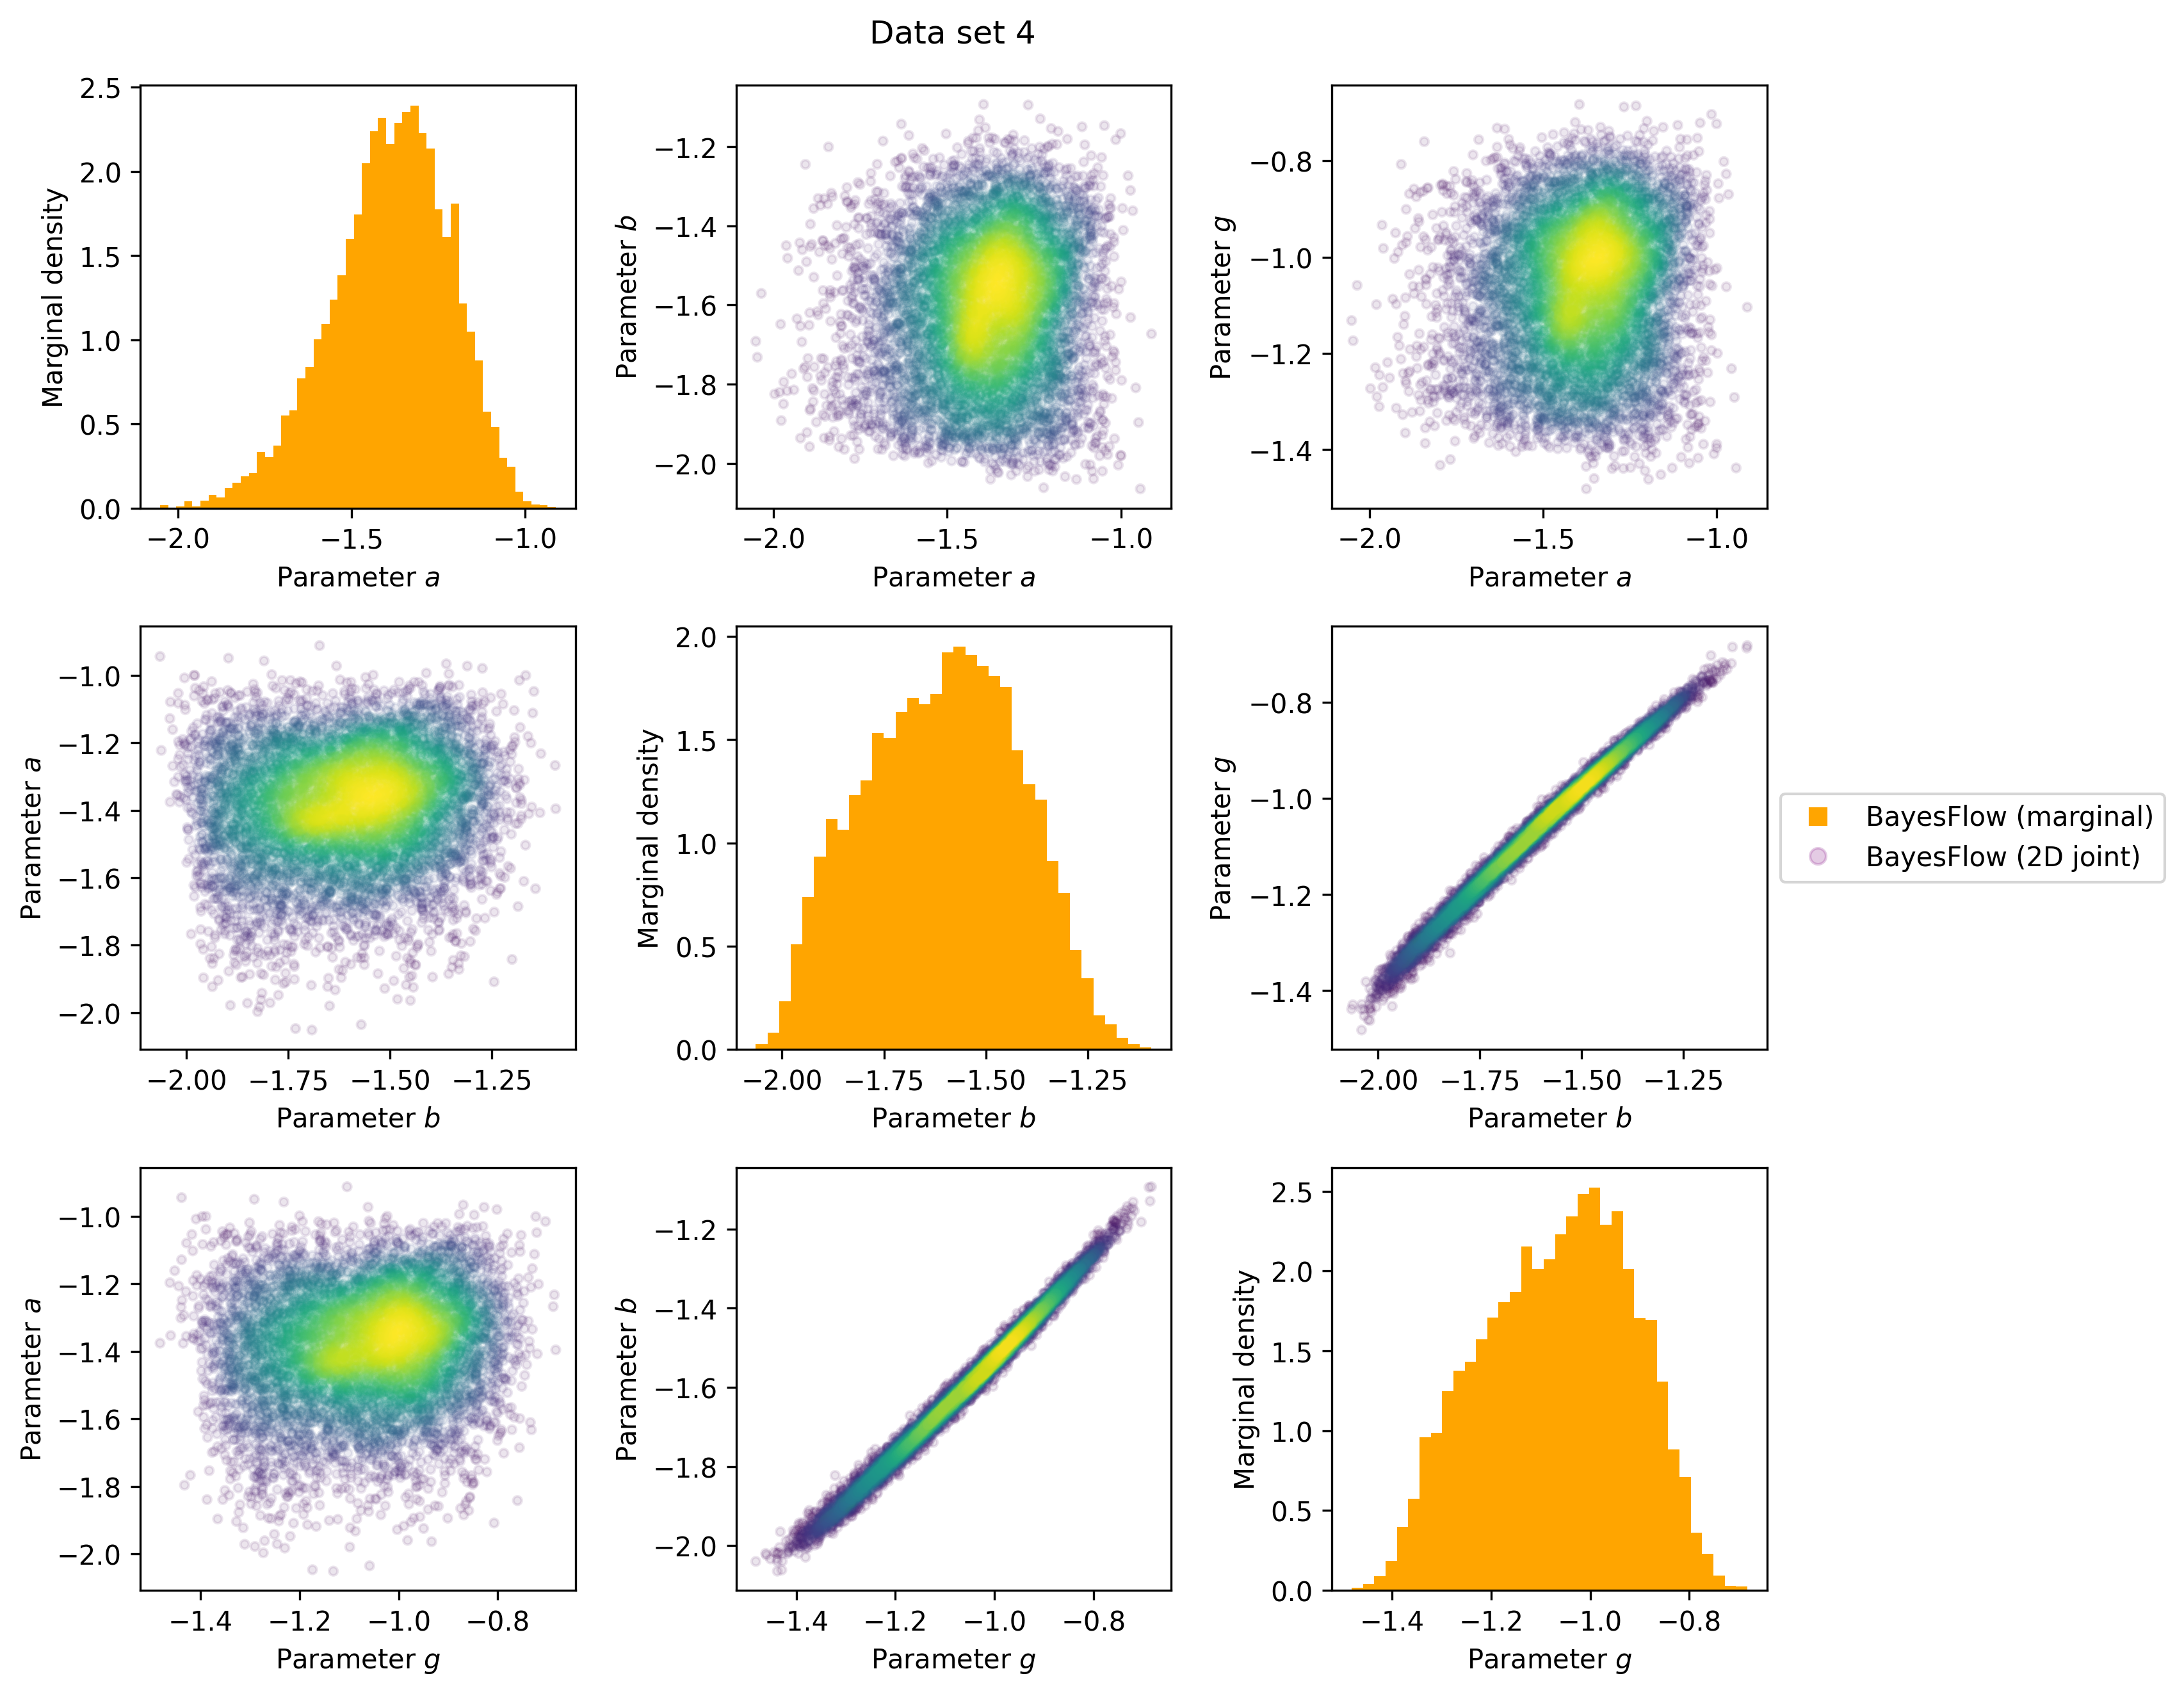 Data set 4
2.5
2.0
1.5
1.0
0.5
0.0
Marginal density
−2.0 −1.5 −1.0
Parameter a
−1.2
−1.4
−1.6
−1.8
−2.0
Parameter b
−2.0 −1.5 −1.0
Parameter a
−0.8
−1.0
−1.2
−1.4
Parameter g
−2.0 −1.5 −1.0
Parameter a
−1.0
−1.2
−1.4
−1.6
−1.8
−2.0
Parameter a
−2.00 −1.75 −1.50 −1.25
Parameter b
2.0
1.5
1.0
0.5
0.0
Marginal density
−2.00 −1.75 −1.50 −1.25
Parameter b
−0.8
−1.0
−1.2
−1.4
Parameter g
−2.00 −1.75 −1.50 −1.25
Parameter b
BayesFlow (marginal)
BayesFlow (2D joint)
−1.0
−1.2
−1.4
−1.6
−1.8
−2.0
Parameter a
−1.4 −1.2 −1.0 −0.8
Parameter g
−1.2
−1.4
−1.6
−1.8
−2.0
Parameter b
−1.4 −1.2 −1.0 −0.8
Parameter g
2.5
2.0
1.5
1.0
0.5
0.0
Marginal density
−1.4 −1.2 −1.0 −0.8
Parameter g